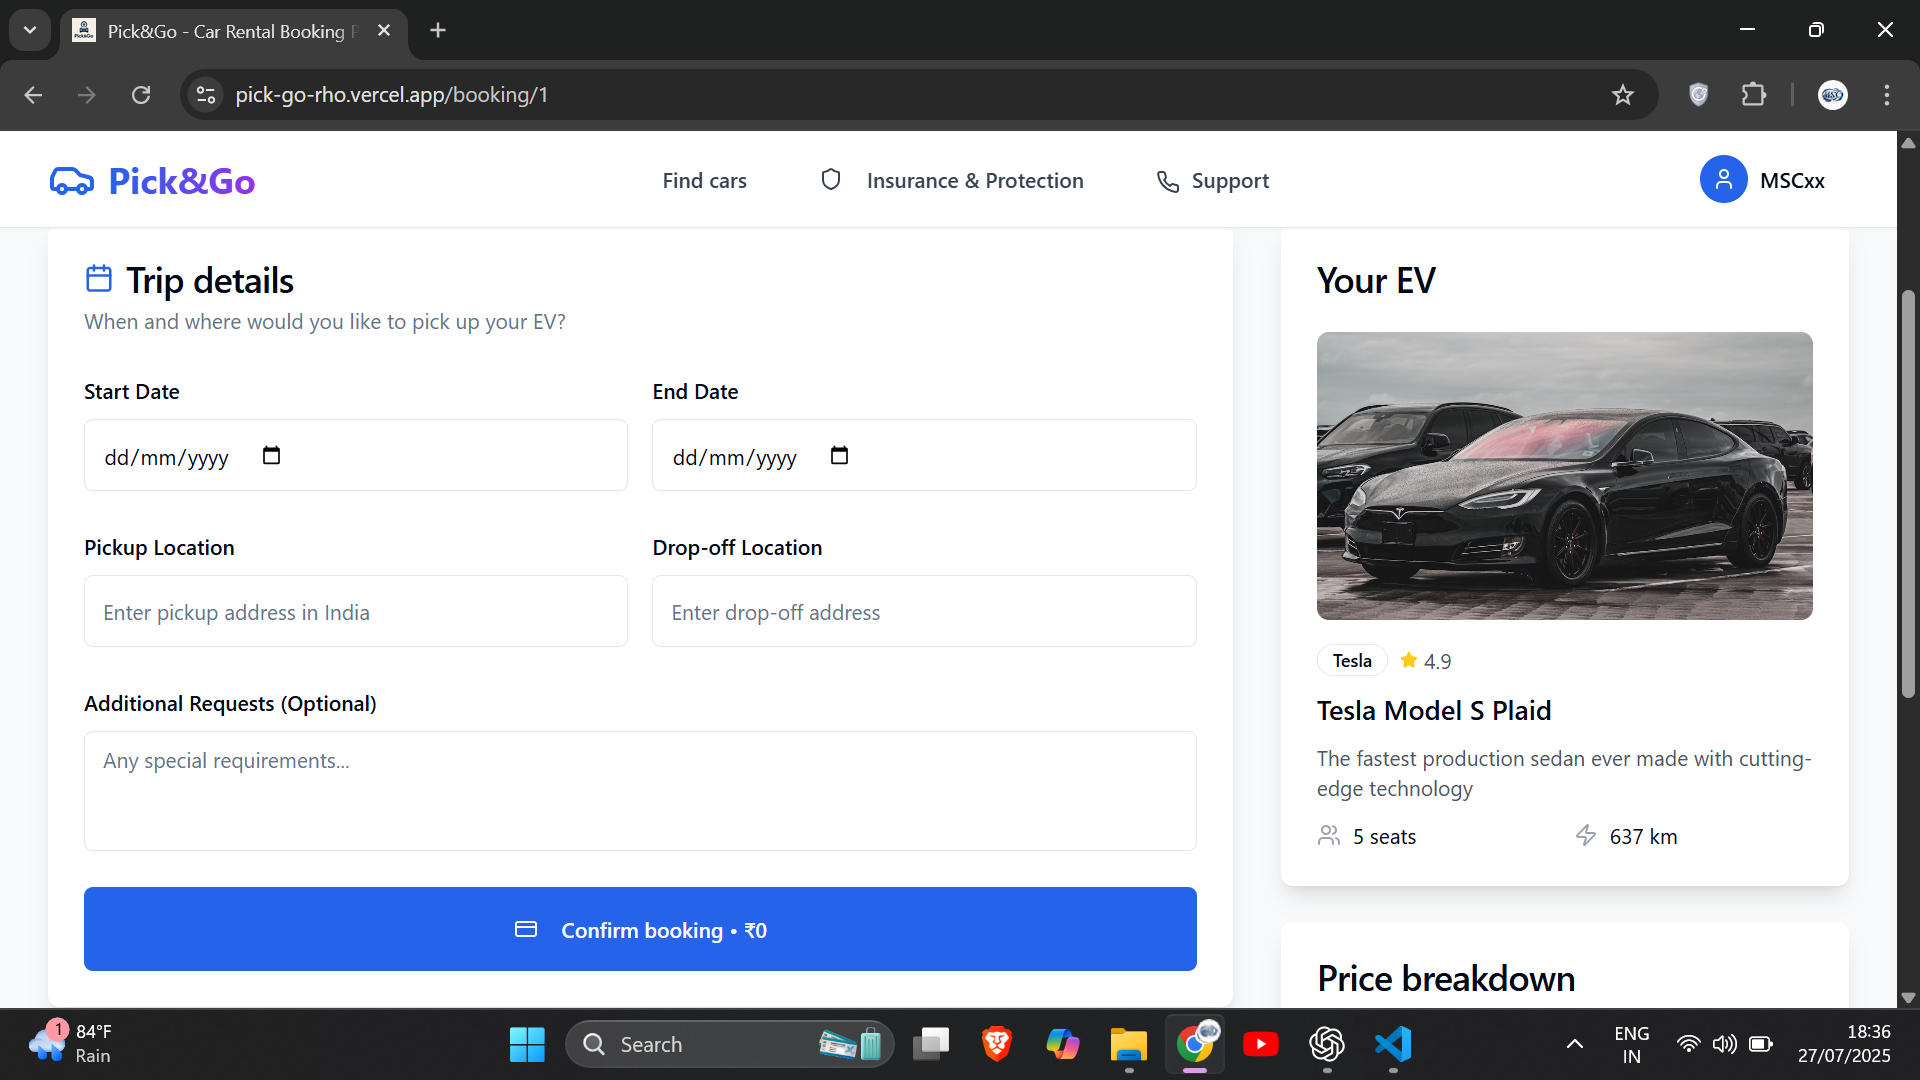 Pick&Go - Car Rental Booking P
pick-go-rho.vercel.app/booking/1
Pick&Go
Find cars
Insurance & Protection
Support
MSCxx
Trip details
When and where would you like to pick up your EV?
Start Date
End Date
dd/mm/yyyy
dd/mm/yyyy
Pickup Location
Drop-off Location
Enter pickup address in India
Enter drop-off address
Additional Requests (Optional)
Any special requirements...
Confirm booking • ₹0
Your EV
Tesla
4.9
Tesla Model S Plaid
The fastest production sedan ever made with cutting-
edge technology
5 seats
637 km
Price breakdown
1
84°F
Rain
Search
ENG
IN
18:36
27/07/2025